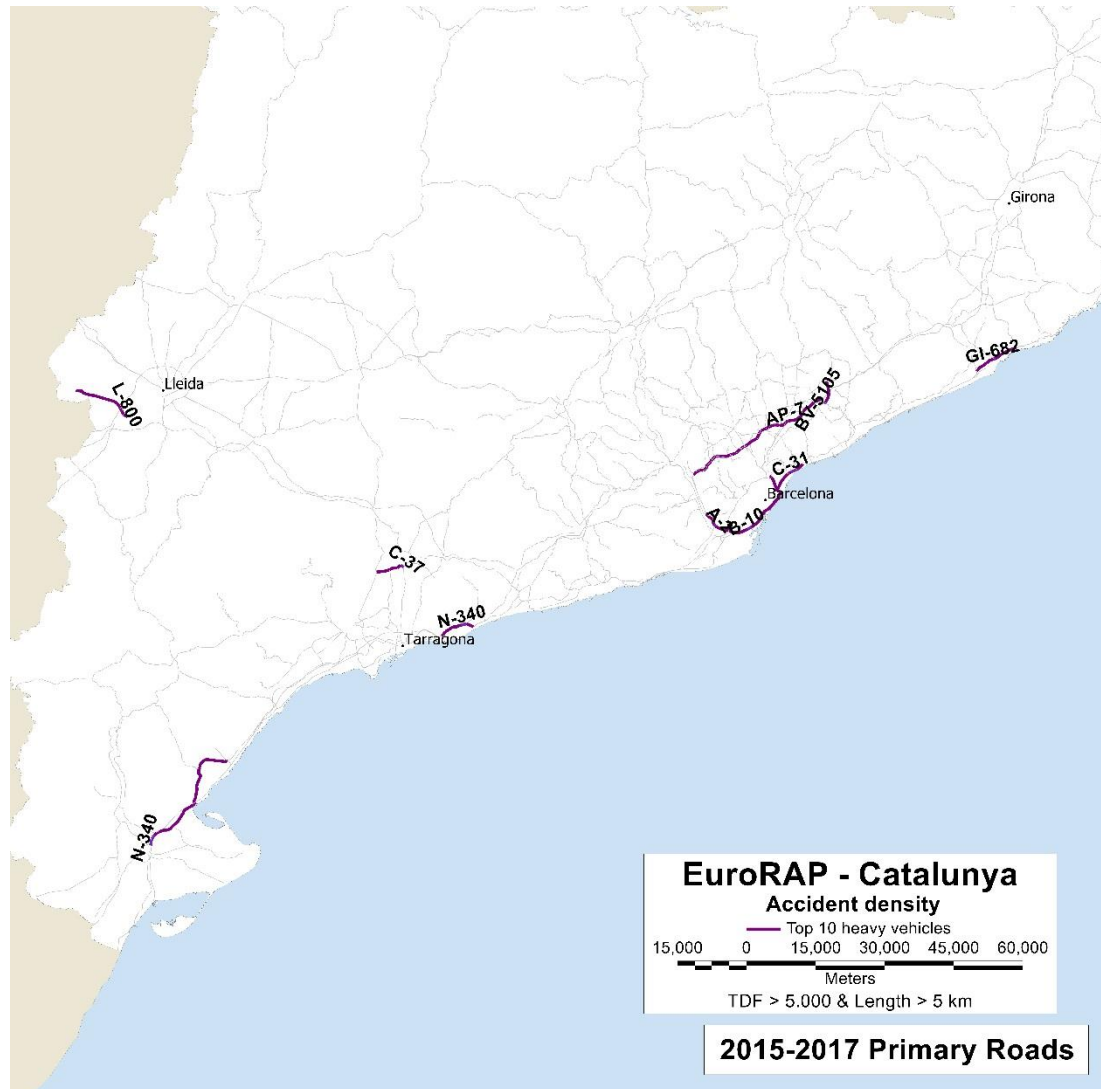 Girona
GI-682
Lleida
L-800
AP-7
BV-5105
C-31
Barcelona
A-2
B-10
C-37
N-340
Tarragona
N-340
EuroRAP - Catalunya
Accident density
Top 10 heavy vehicles
15,000 0 15,000 30,000 45,000 60,000
Meters
TDF > 5.000 & Length > 5 km
2015-2017 Primary Roads